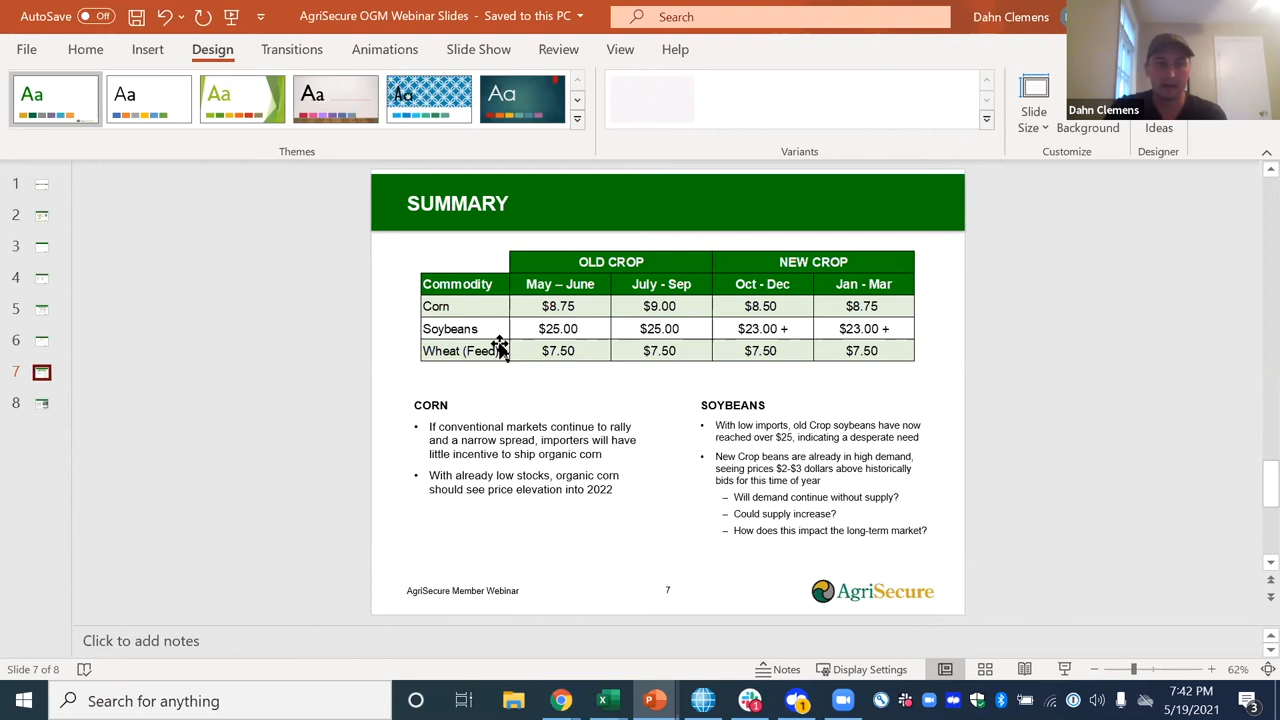 AutoSave Off AgriSecure OGM Webinar Slides - Saved to this PC Search Dahn Clemens
File Home Insert Design Transitions Animations Slide Show Review View Help
Aa Aa Aa Aa Aa Aa
Slide Size Background Ideas
Themes Variants Customize Designer
Dahn Clemens
1
2
3
4
5
6
7
8
SUMMARY
OLD CROP NEW CROP
Commodity May – June July - Sep Oct - Dec Jan - Mar
Corn $8.75 $9.00 $8.50 $8.75
Soybeans $25.00 $25.00 $23.00 + $23.00 +
Wheat (Feed) $7.50 $7.50 $7.50 $7.50
CORN
• If conventional markets continue to rally
and a narrow spread, importers will have
little incentive to ship organic corn
• With already low stocks, organic corn
should see price elevation into 2022
SOYBEANS
• With low imports, old Crop soybeans have now
reached over $25, indicating a desperate need
• New Crop beans are already in high demand,
seeing prices $2-$3 dollars above historically
bids for this time of year
– Will demand continue without supply?
– Could supply increase?
– How does this impact the long-term market?
AgriSecure Member Webinar 7 AgriSecure
Click to add notes
Slide 7 of 8 Notes Display Settings 62%
Search for anything 1 1 7:42 PM
5/19/2021 3